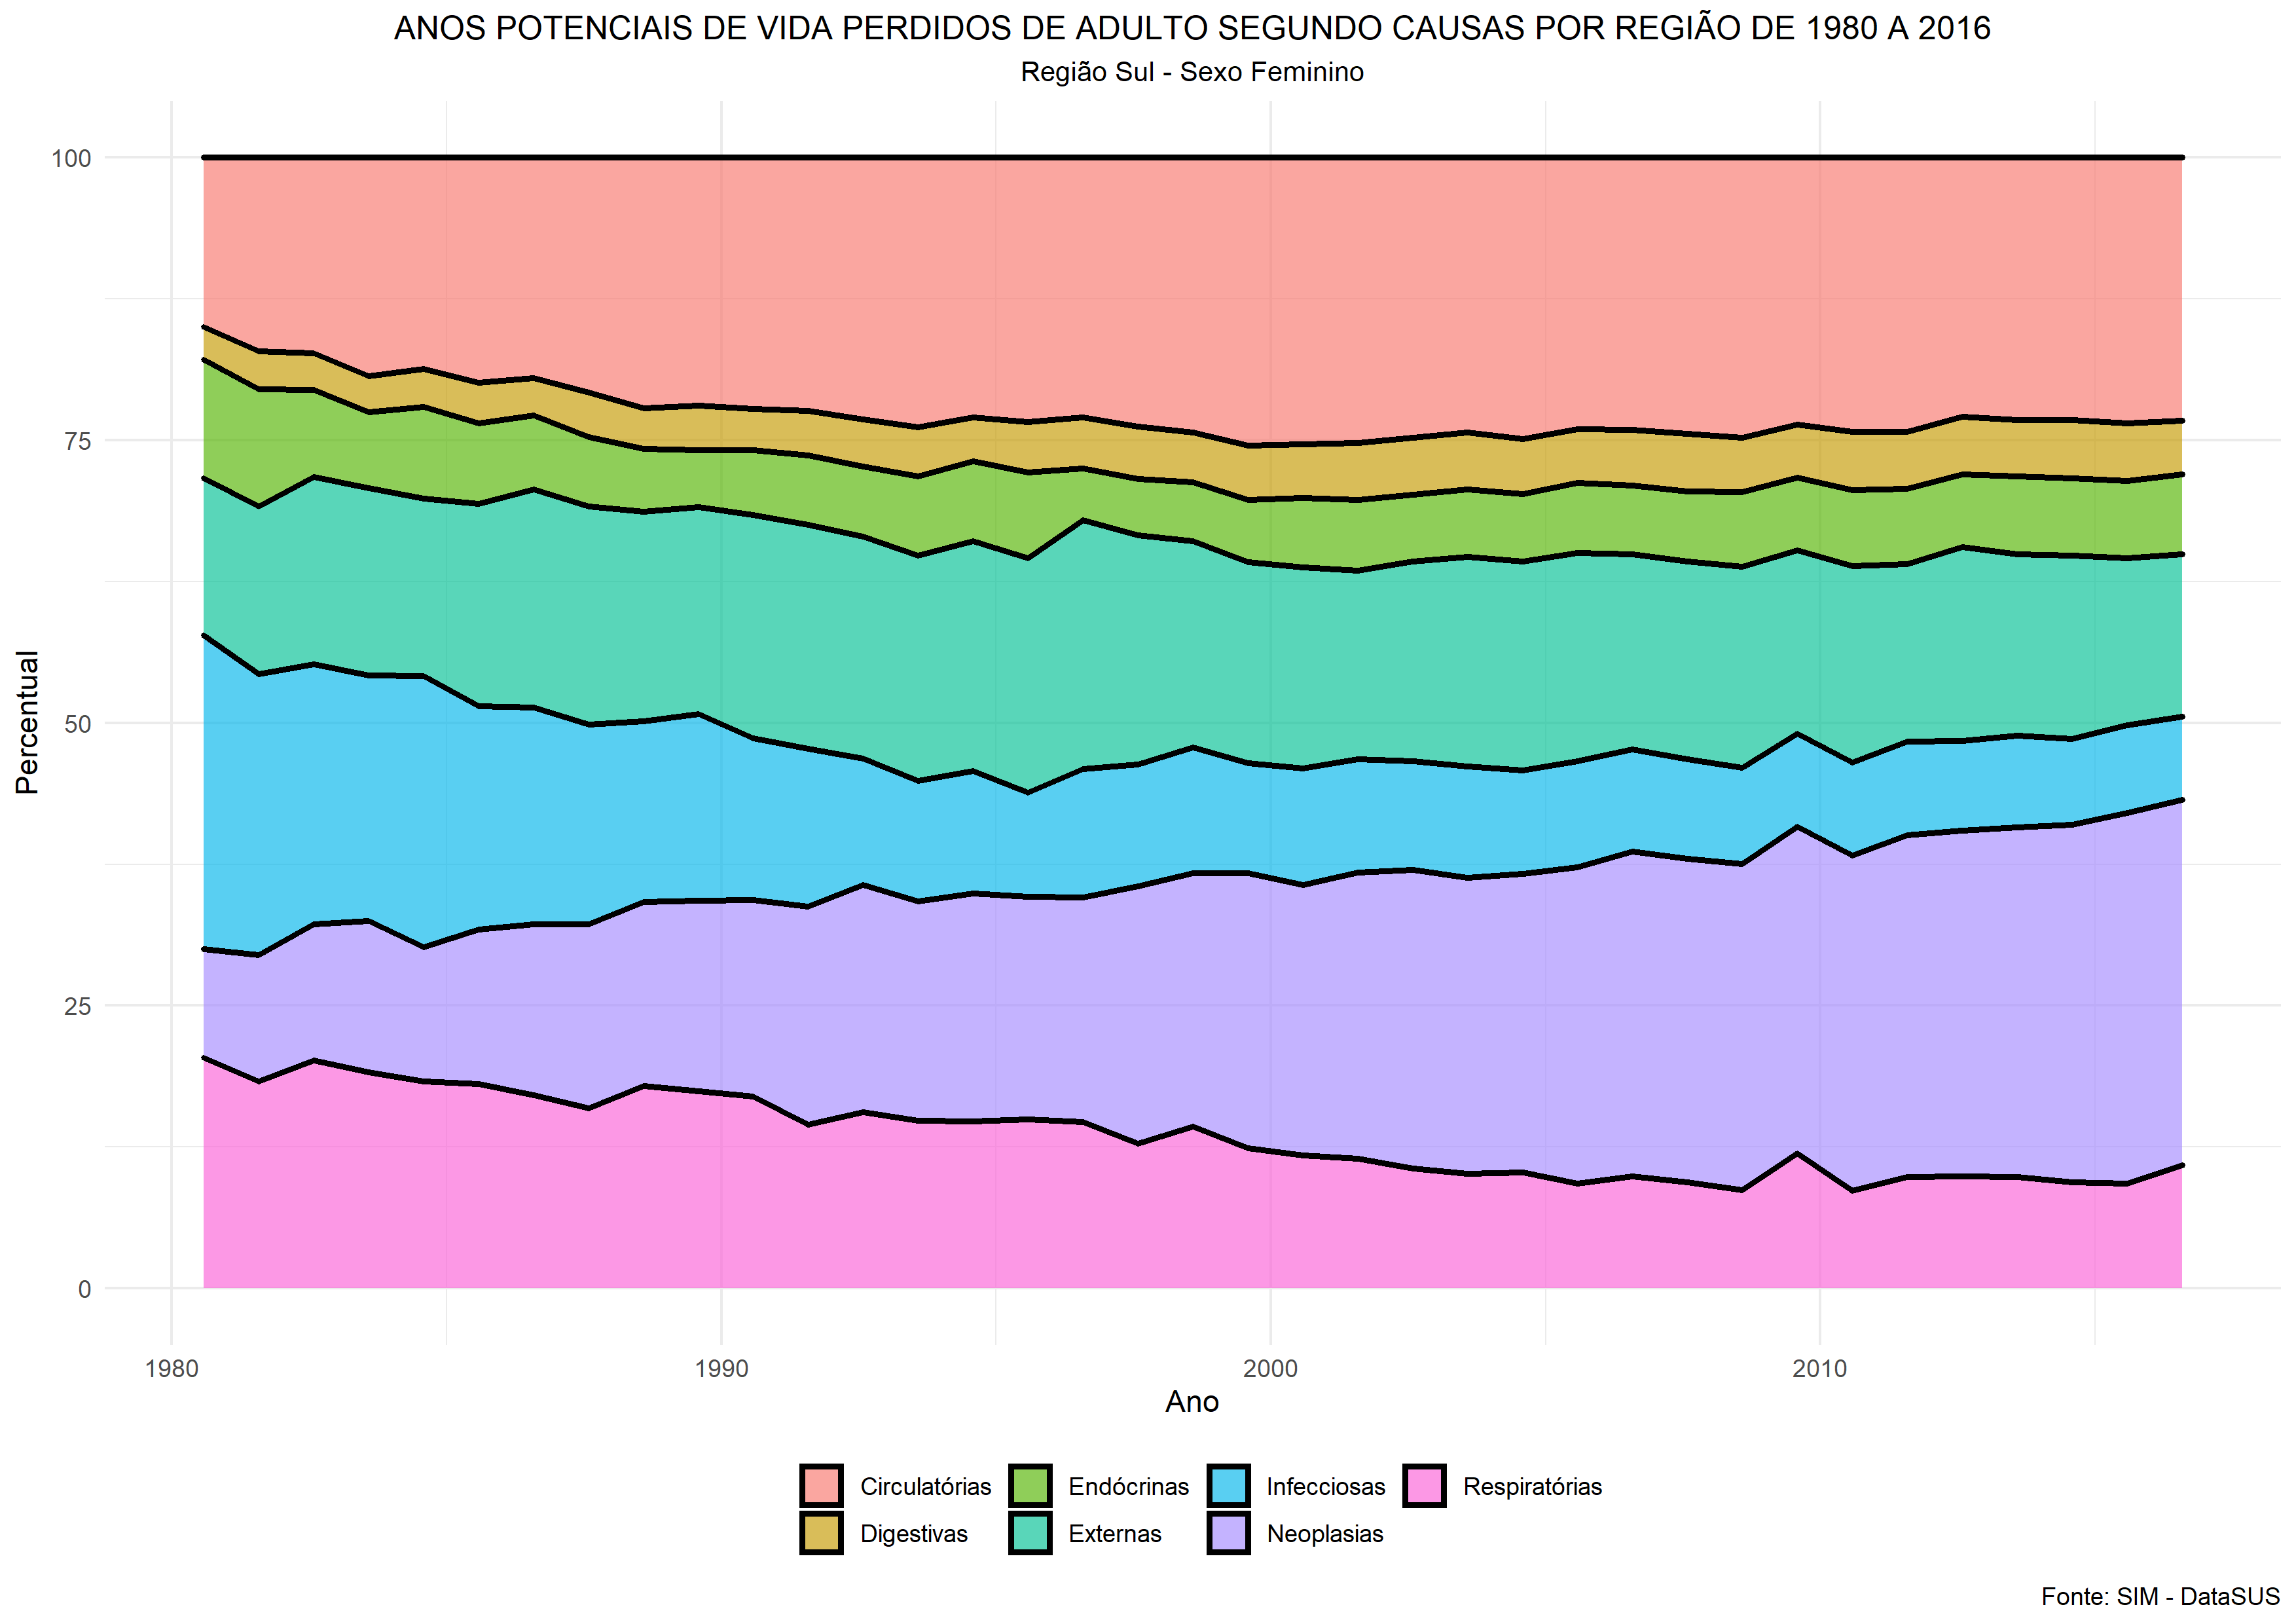 ANOS POTENCIAIS DE VIDA PERDIDOS DE ADULTO SEGUNDO CAUSAS POR REGIÃO DE 1980 A 2016
Região Sul - Sexo Feminino
Percentual
100
75
50
25
0
1980 1990 2000 2010
Ano
Circulatórias Endócrinas Infecciosas Respiratórias
Digestivas Externas Neoplasias
Fonte: SIM - DataSUS